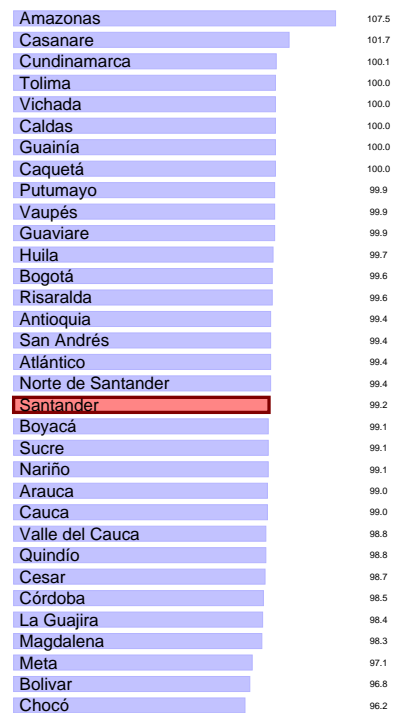 Amazonas 107.5
Casanare 101.7
Cundinamarca 100.1
Tolima 100.0
Vichada 100.0
Caldas 100.0
Guainía 100.0
Caquetá 100.0
Putumayo 99.9
Vaupés 99.9
Guaviare 99.9
Huila 99.7
Bogotá 99.6
Risaralda 99.6
Antioquia 99.4
San Andrés 99.4
Atlántico 99.4
Norte de Santander 99.4
Santander 99.2
Boyacá 99.1
Sucre 99.1
Nariño 99.1
Arauca 99.0
Cauca 99.0
Valle del Cauca 98.8
Quindío 98.8
Cesar 98.7
Córdoba 98.5
La Guajira 98.4
Magdalena 98.3
Meta 97.1
Bolivar 96.8
Chocó 96.2